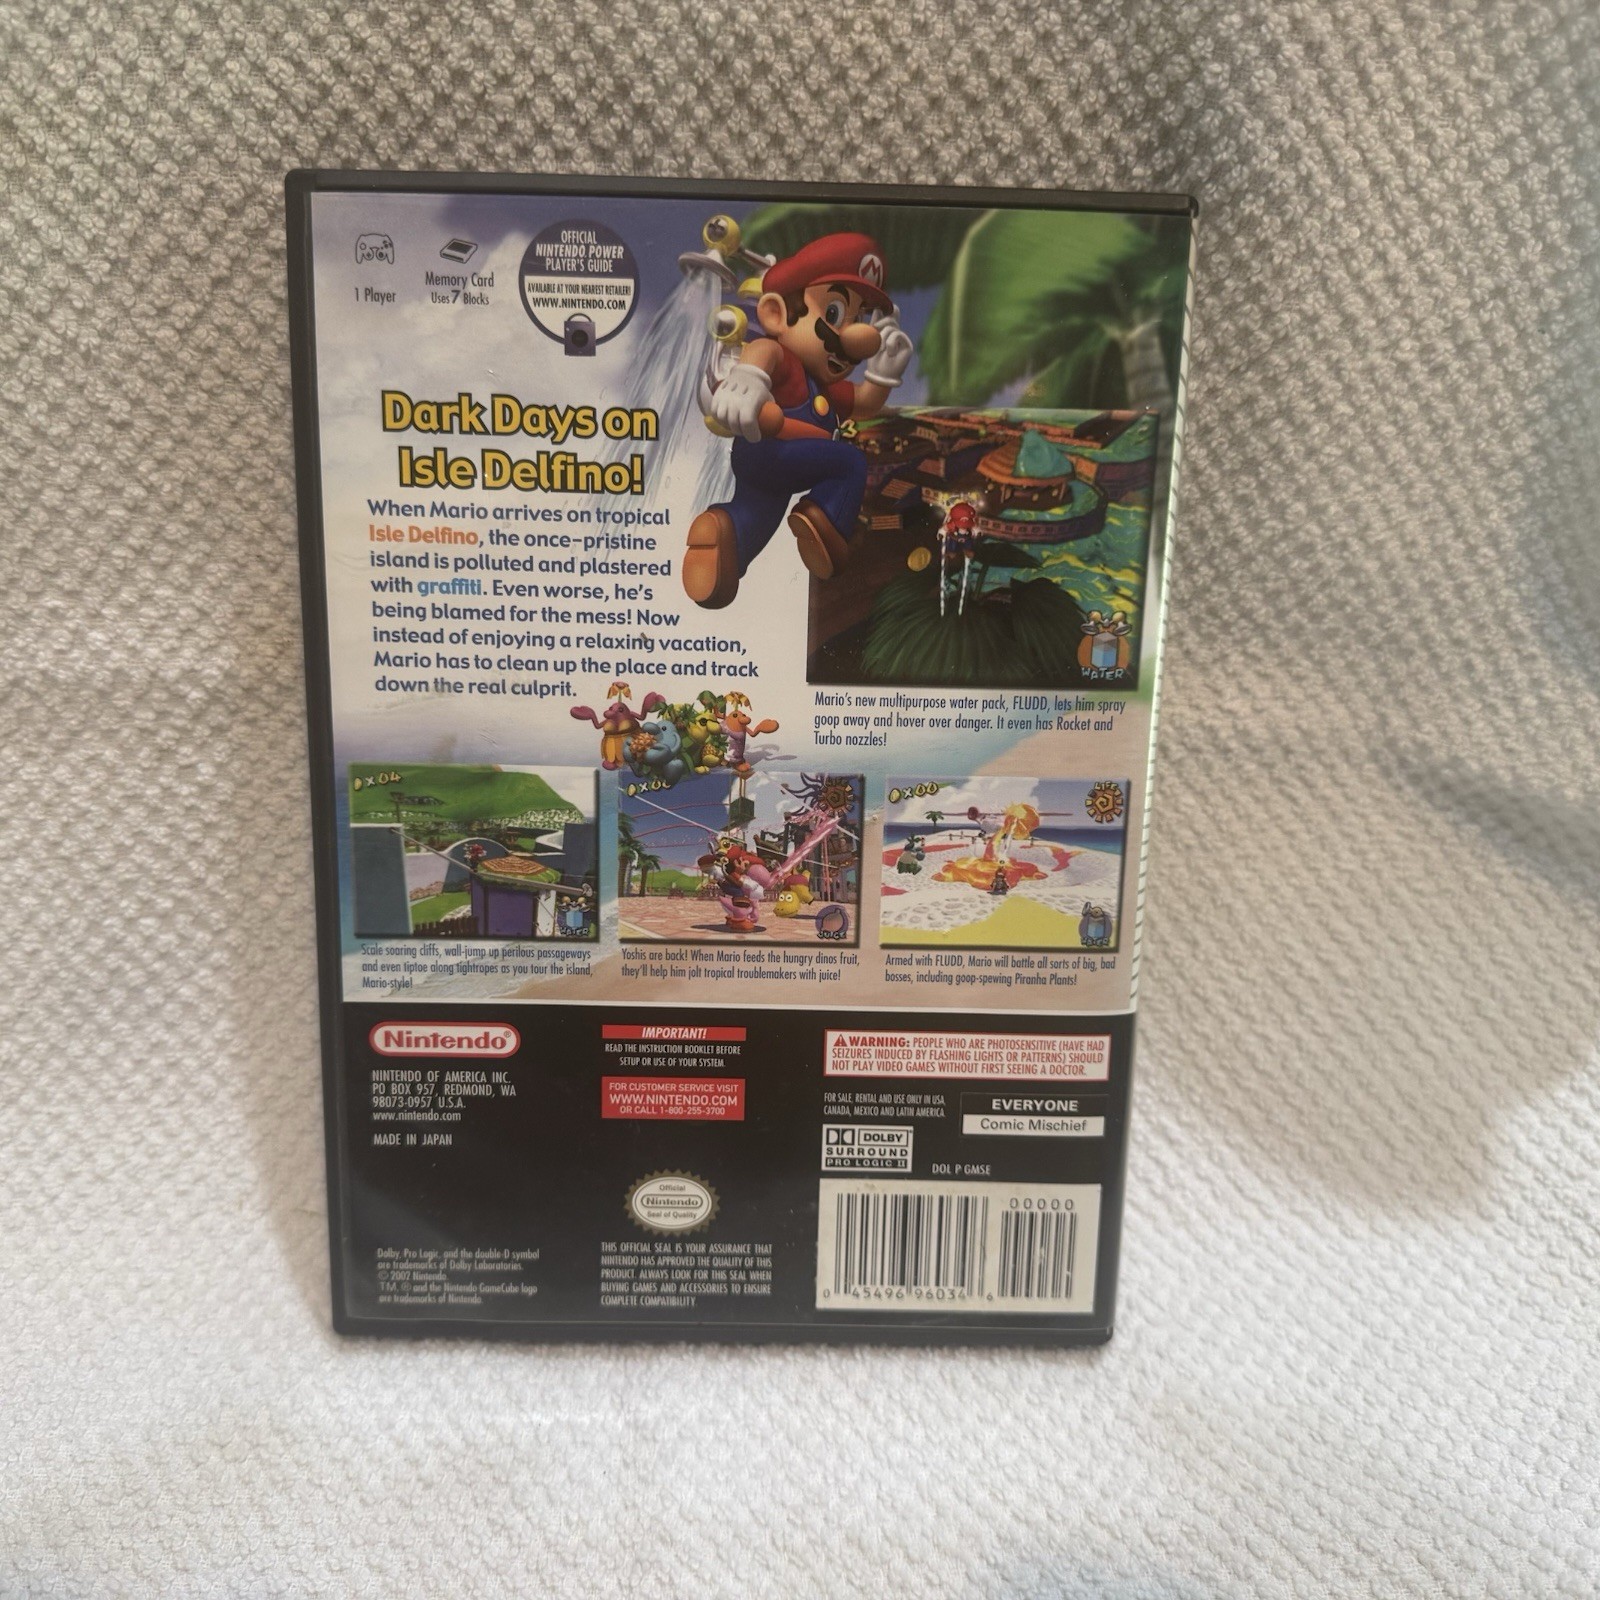 1 Player
Memory Card
Uses 7 Blocks
OFFICIAL
NINTENDO POWER
PLAYER'S GUIDE
AVAILABLE AT YOUR NEAREST RETAILER!
WWW.NINTENDO.COM
M
Dark Days on
Isle Delfino!
When Mario arrives on tropical
Isle Delfino, the once-pristine
island is polluted and plastered
with graffiti. Even worse, he's
being blamed for the mess! Now
instead of enjoying a relaxing vacation,
Mario has to clean up the place and track
down the real culprit.
WATER
Mario's new multipurpose water pack, FLUDD, lets him spray
goop away and hover over danger. It even has Rocket and
Turbo nozzles!
x04
WATER
JUICE
x00
LIFE
WATER
Scale soaring cliffs, wall-jump up perilous passageways
and even tiptoe along tightropes as you tour the island,
Mario-style!
Yoshis are back! When Mario feeds the hungry dinos fruit,
they'll help him jolt tropical troublemakers with juice!
Armed with FLUDD, Mario will battle all sorts of big, bad
bosses, including goop-spewing Piranha Plants!
Nintendo®
NINTENDO OF AMERICA INC.
PO BOX 957, REDMOND, WA
98073-0957 U.S.A.
www.nintendo.com
MADE IN JAPAN
IMPORTANT!
READ THE INSTRUCTION BOOKLET BEFORE
SETUP OR USE OF YOUR SYSTEM.
FOR CUSTOMER SERVICE VISIT
WWW.NINTENDO.COM
OR CALL 1-800-255-3700
WARNING: PEOPLE WHO ARE PHOTOSENSITIVE (HAVE HAD
SEIZURES INDUCED BY FLASHING LIGHTS OR PATTERNS) SHOULD
NOT PLAY VIDEO GAMES WITHOUT FIRST SEEING A DOCTOR.
FOR SALE, RENTAL AND USE ONLY IN USA,
CANADA, MEXICO AND LATIN AMERICA.
EVERYONE
Comic Mischief
DOLBY
SURROUND
PRO LOGIC II
DOL P GMSE
Official
Nintendo
Seal of Quality
THIS OFFICIAL SEAL IS YOUR ASSURANCE THAT
NINTENDO HAS APPROVED THE QUALITY OF THIS
PRODUCT. ALWAYS LOOK FOR THIS SEAL WHEN
BUYING GAMES AND ACCESSORIES TO ENSURE
COMPLETE COMPATIBILITY.
Dolby, Pro Logic, and the double-D symbol
are trademarks of Dolby Laboratories.
© 2002 Nintendo.
TM, ® and the Nintendo GameCube logo
are trademarks of Nintendo.
00000
0 45496 96034 6